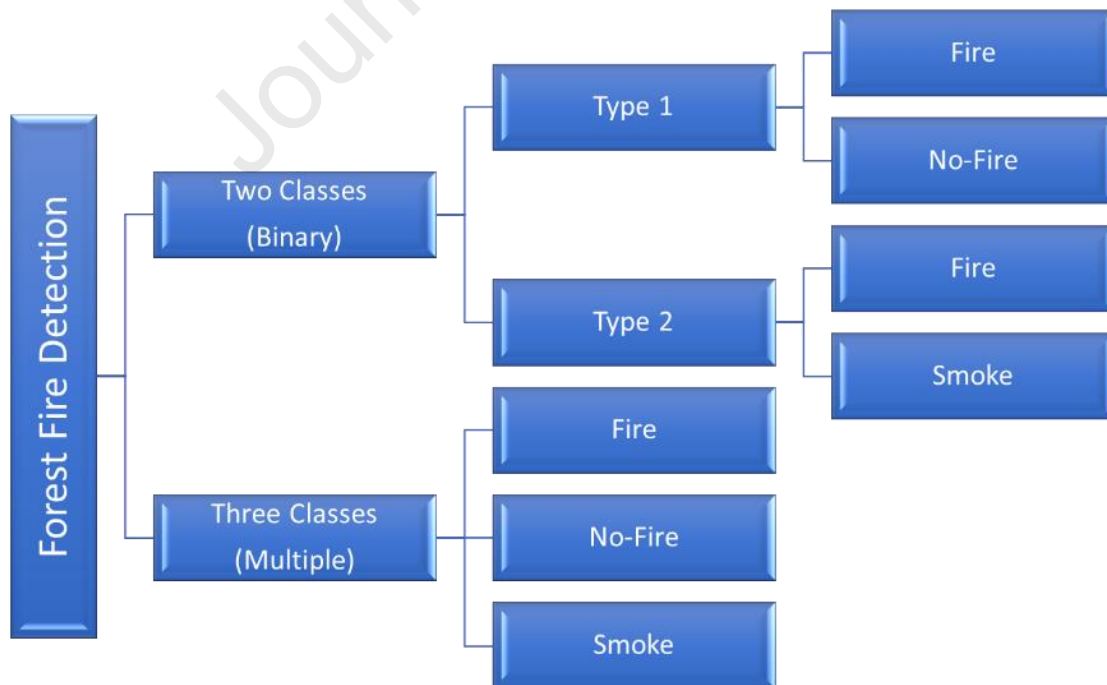 Jour
Forest Fire Detection
Two Classes
(Binary)
Type 1
Fire
No-Fire
Type 2
Fire
Smoke
Three Classes
(Multiple)
Fire
No-Fire
Smoke